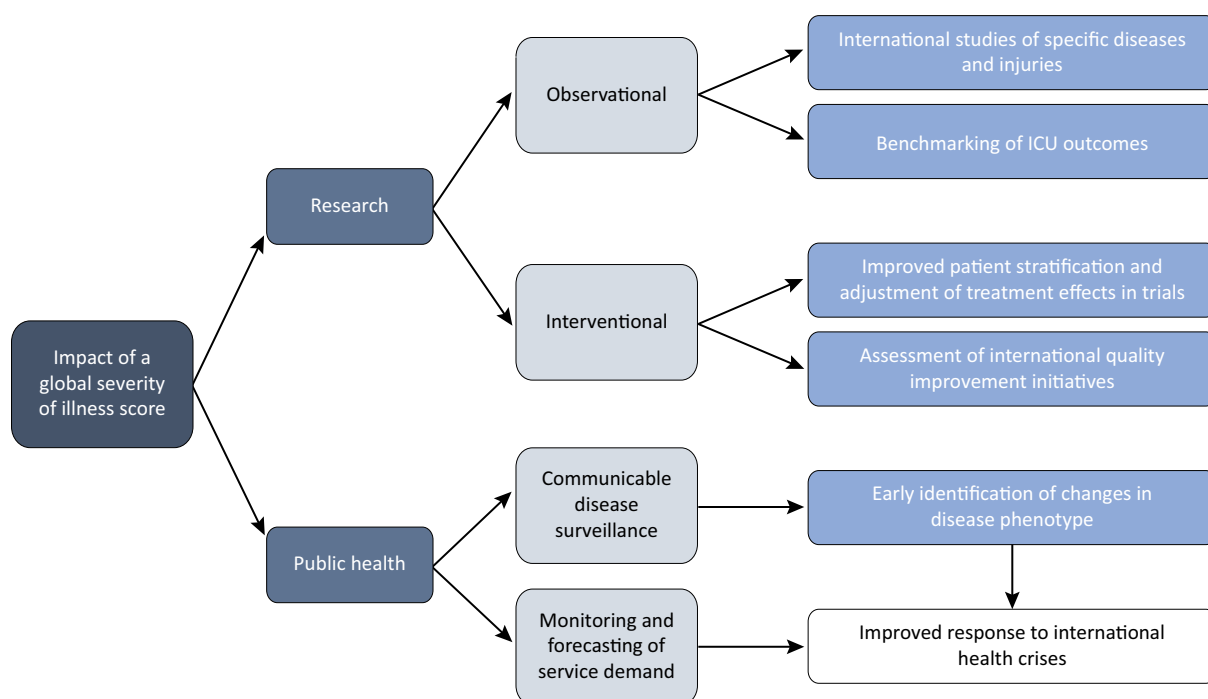 Impact of a
global severity
of illness score
Research
Public health
Observational
Interventional
Communicable
disease
surveillance
Monitoring and
forecasting of
service demand
International studies of specific diseases
and injuries
Benchmarking of ICU outcomes
Improved patient stratification and
adjustment of treatment effects in trials
Assessment of international quality
improvement initiatives
Early identification of changes in
disease phenotype
Improved response to international
health crises